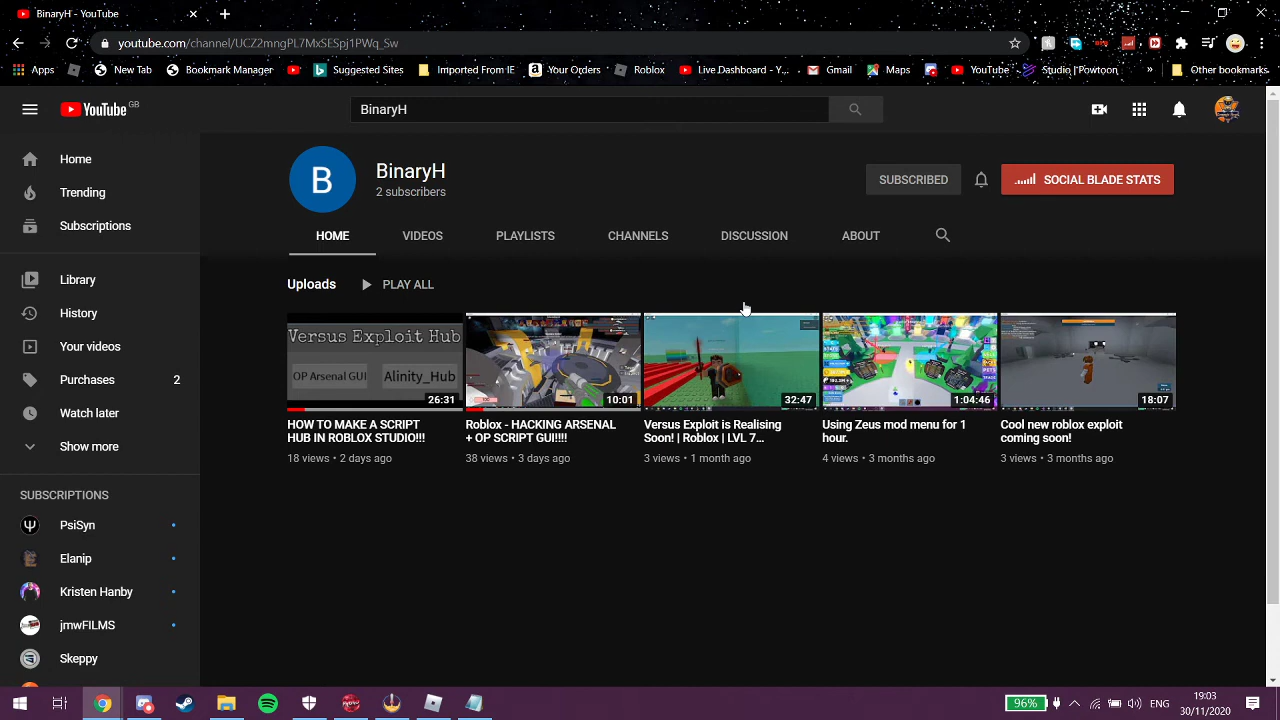 BinaryH - YouTube
youtube.com/channel/UCZ2mngPL7MxSESpj1PWq_Sw
Apps
New Tab
Bookmark Manager
Suggested Sites
Imported From IE
Your Orders
Roblox
Live Dashboard - Y...
Gmail
Maps
YouTube
Studio | Powtoon
»
Other bookmarks
YouTube GB
BinaryH
Home
Trending
Subscriptions
Library
History
Your videos
Purchases 2
Watch later
Show more
SUBSCRIPTIONS
PsiSyn
Elanip
Kristen Hanby
jmwFILMS
Skeppy
B
BinaryH
2 subscribers
SUBSCRIBED
SOCIAL BLADE STATS
HOME
VIDEOS
PLAYLISTS
CHANNELS
DISCUSSION
ABOUT
Uploads
PLAY ALL
Versus Exploit Hub
OP Arsenal GUI
Alinity_Hub
26:31
HOW TO MAKE A SCRIPT
HUB IN ROBLOX STUDIO!!!
18 views • 2 days ago
10:01
Roblox - HACKING ARSENAL
+ OP SCRIPT GUI!!!!
38 views • 3 days ago
32:47
Versus Exploit is Realising
Soon! | Roblox | LVL 7...
3 views • 1 month ago
1:04:46
Using Zeus mod menu for 1
hour.
4 views • 3 months ago
18:07
Cool new roblox exploit
coming soon!
3 views • 3 months ago
96%
ENG
19:03
30/11/2020